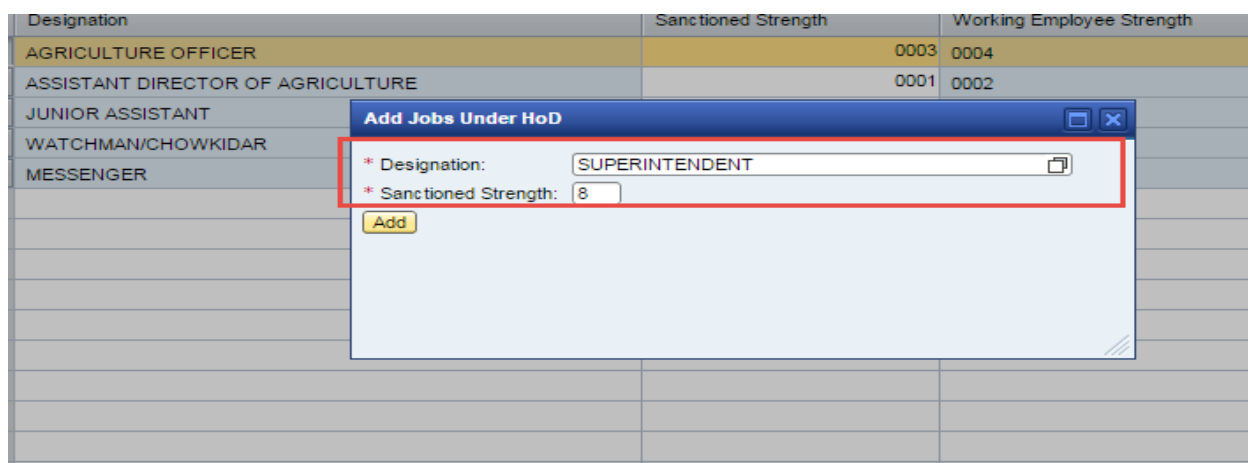 Designation Sanctioned Strength Working Employee Strength
AGRICULTURE OFFICER 0003 0004
ASSISTANT DIRECTOR OF AGRICULTURE 0001 0002
JUNIOR ASSISTANT
WATCHMAN/CHOWKIDAR
MESSENGER
Add Jobs Under HoD
* Designation: SUPERINTENDENT
* Sanctioned Strength: 8
Add